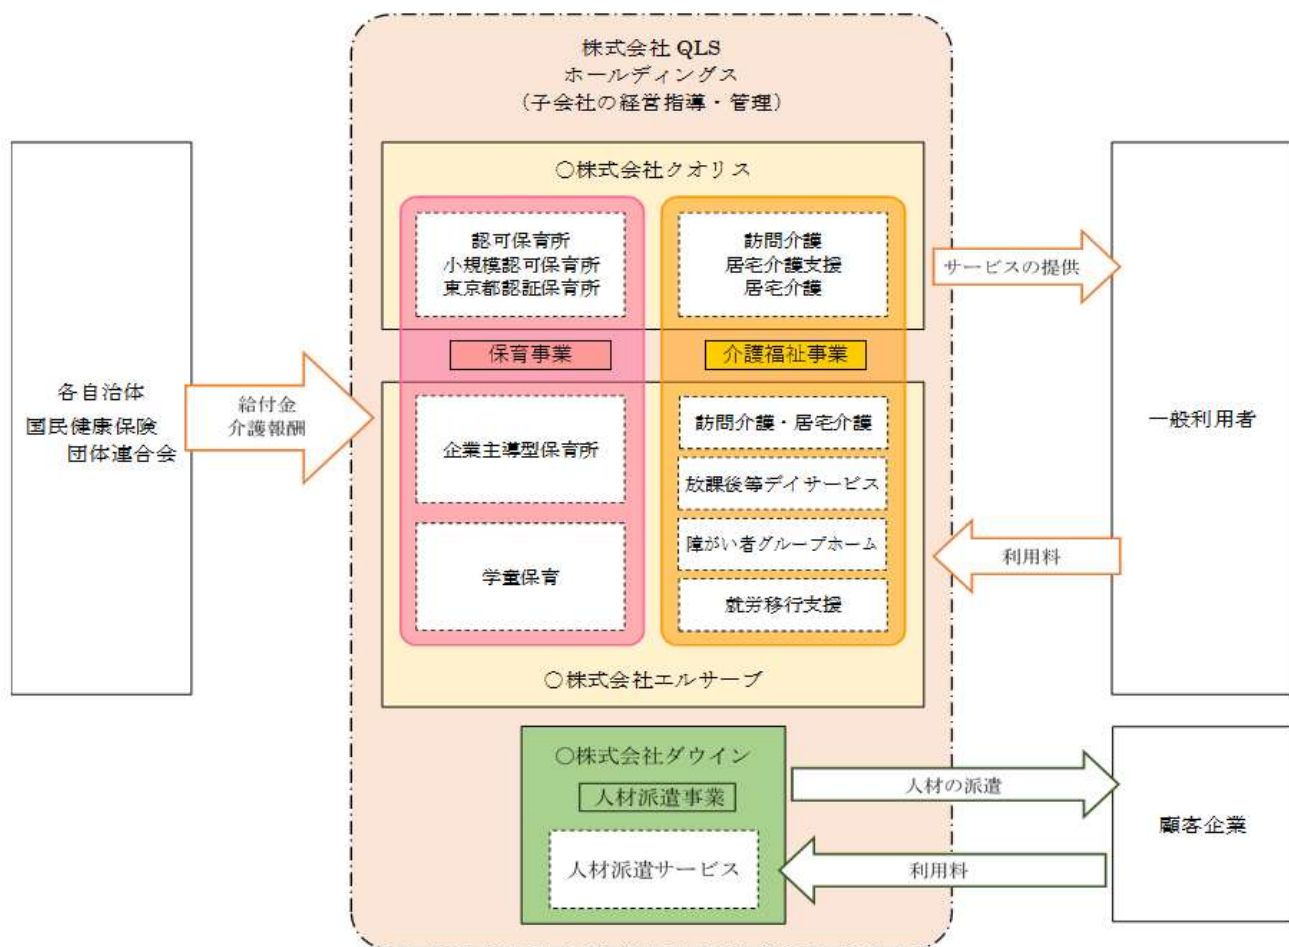 株式会社 QLS
ホールディングス
（子会社の経営指導・管理）
〇株式会社クオリス
認可保育所
小規模認可保育所
東京都認証保育所
訪問介護
居宅介護支援
居宅介護
サービスの提供
保育事業
介護福祉事業
各自治体
国民健康保険
団体連合会
給付金
介護報酬
企業主導型保育所
学童保育
訪問介護・居宅介護
放課後等デイサービス
障がい者グループホーム
就労移行支援
一般利用者
利用料
〇株式会社エルサーブ
〇株式会社ダウイン
人材派遣事業
人材派遣サービス
人材の派遣
利用料
顧客企業